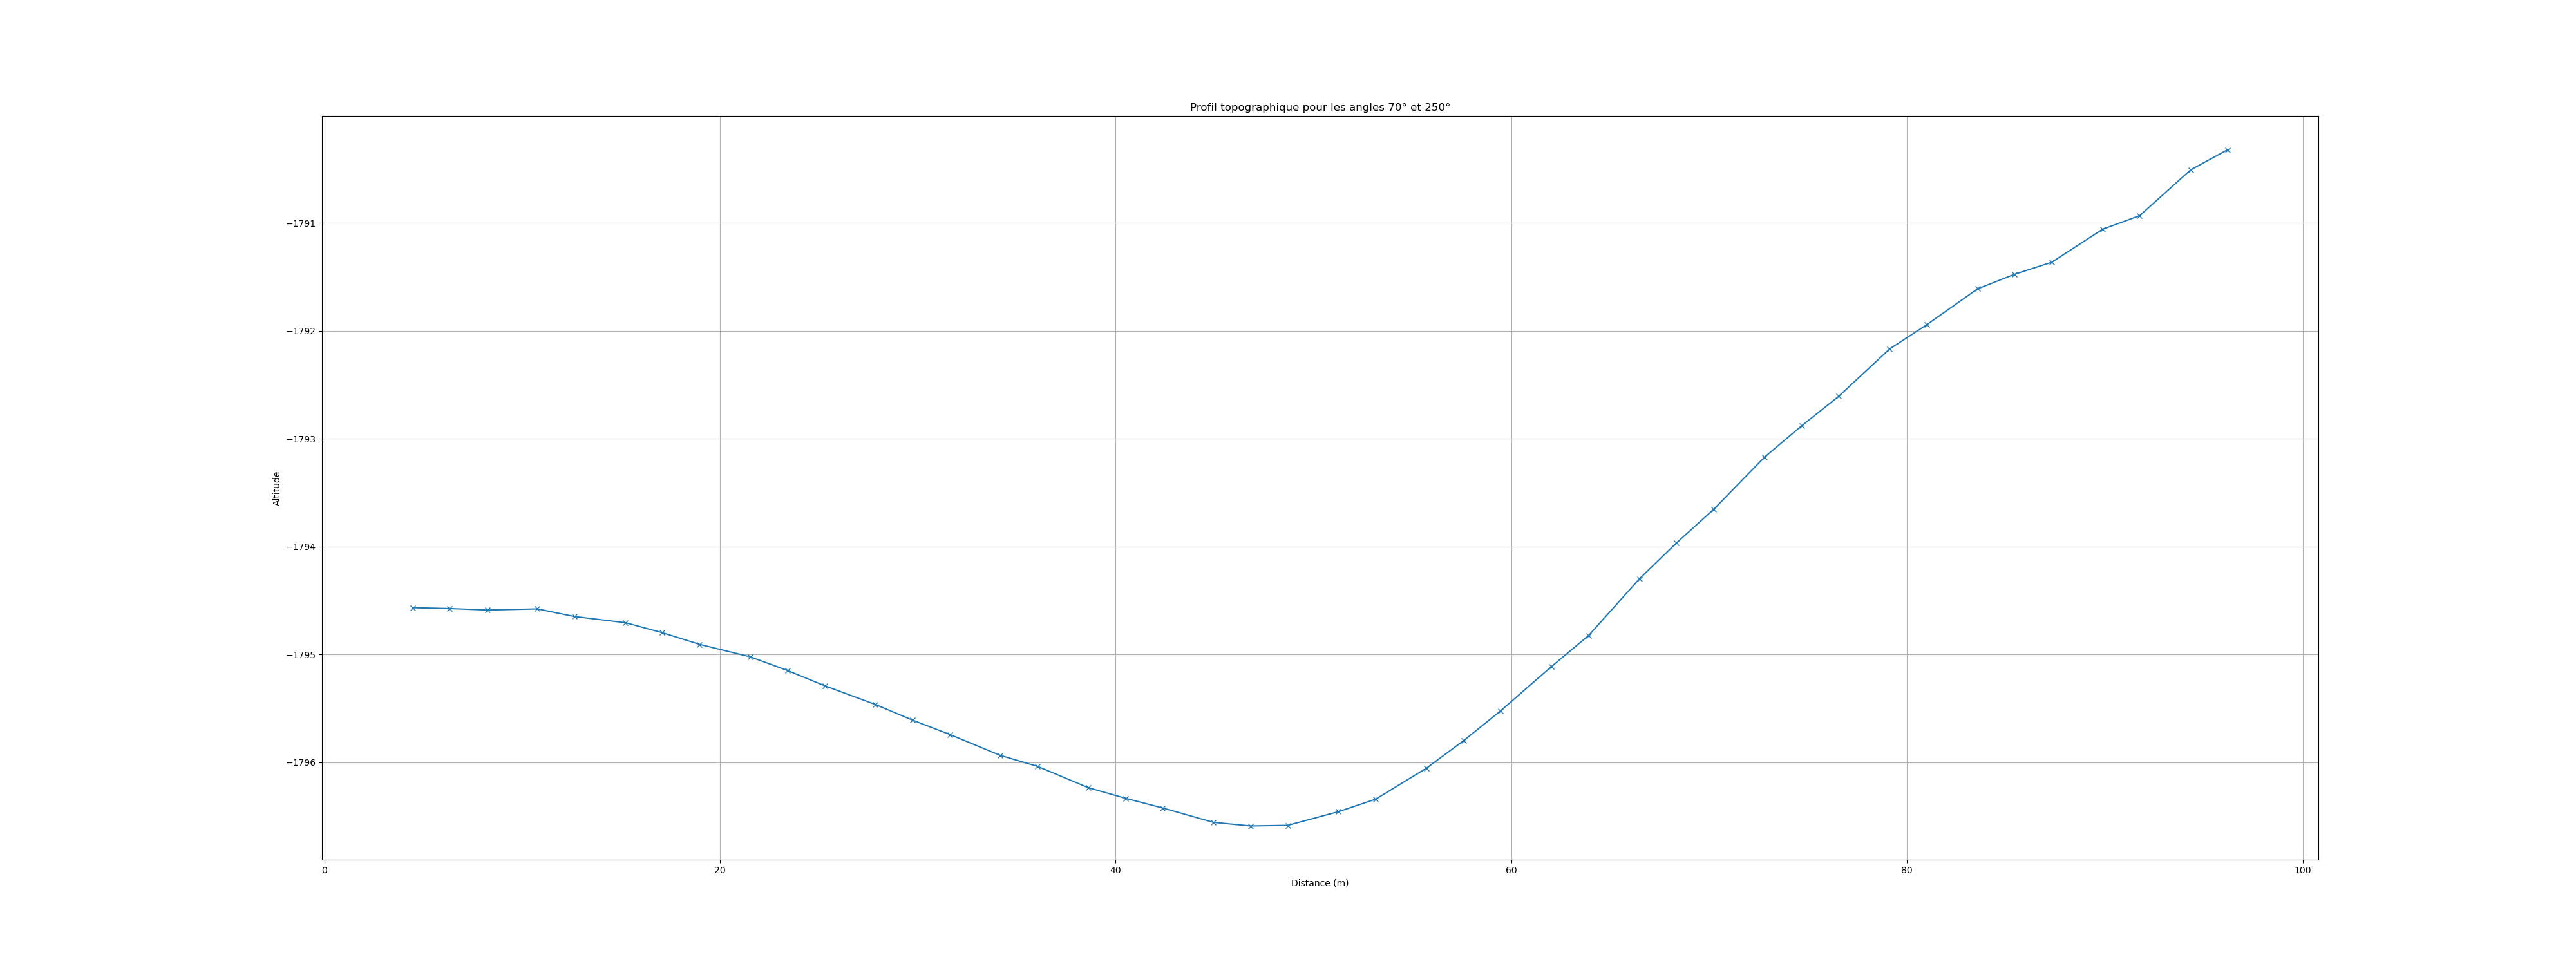 Profil topographique pour les angles 70° et 250°
Altitude
−1791
−1792
−1793
−1794
−1795
−1796
0 20 40 60 80 100
Distance (m)